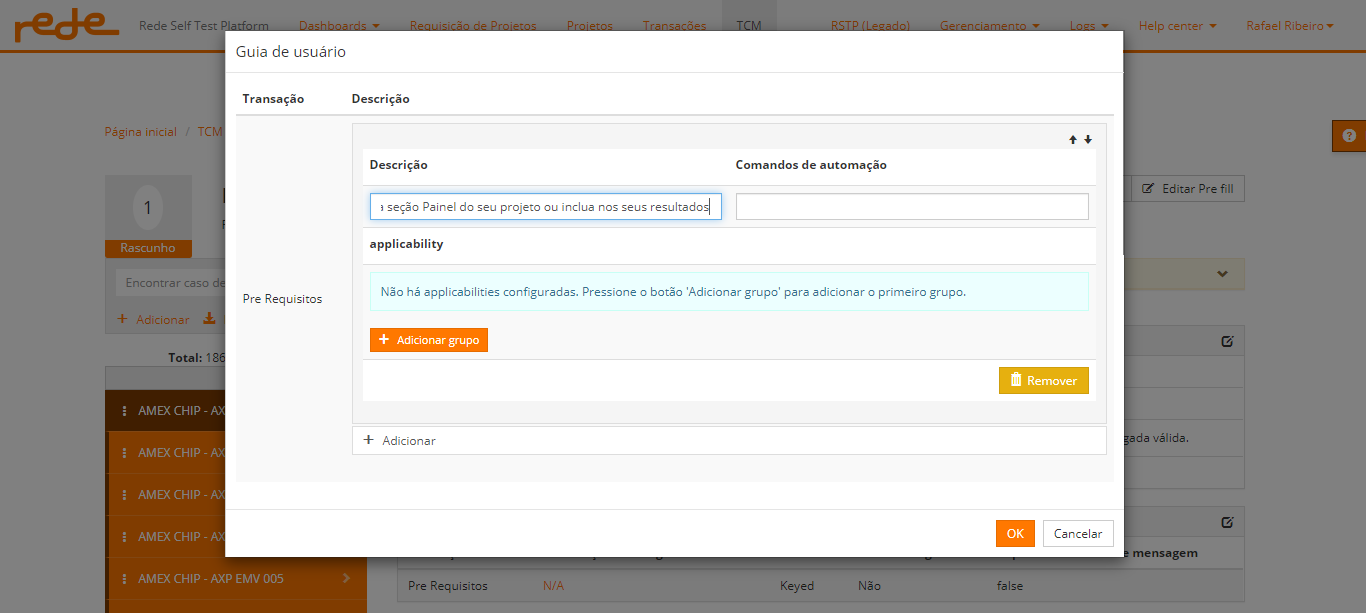 rede
Rede Self Test Platform
Dashboards
Requisição de Projetos
Projetos
Transações
TCM
RSTP (Legado)
Gerenciamento
Logs
Help center
Rafael Ribeiro
Guia de usuário
Transação
Descrição
Página inicial / TCM
Descrição
Comandos de automação
Editar Pre fill
1
a seção Painel do seu projeto ou inclua nos seus resultados
Rascunho
applicability
Encontrar caso de
Não há applicabilities configuradas. Pressione o botão 'Adicionar grupo' para adicionar o primeiro grupo.
Pre Requisitos
+ Adicionar
+ Adicionar grupo
Total: 186
Remover
AMEX CHIP - AX
+ Adicionar
gada válida.
AMEX CHIP - AX
AMEX CHIP - AX
AMEX CHIP - AX
OK
Cancelar
e mensagem
AMEX CHIP - AXP EMV 005
Pre Requisitos
N/A
Keyed
Não
false